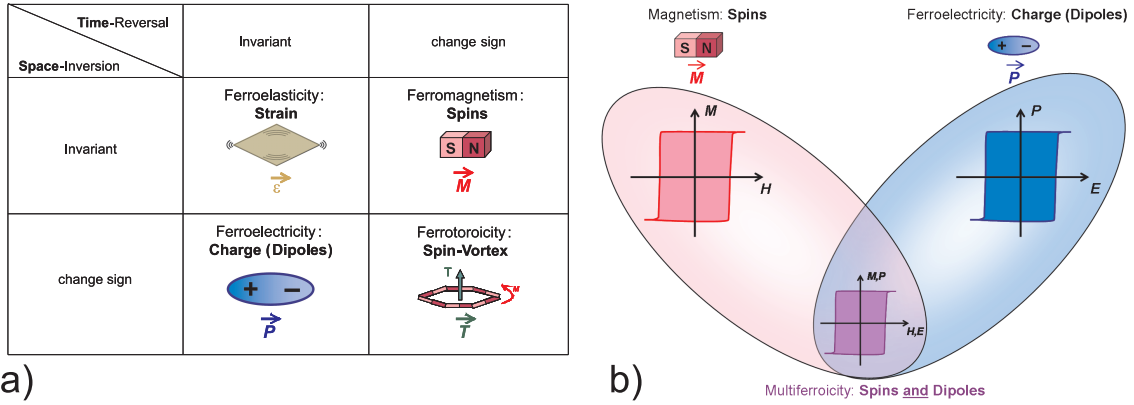 Time-Reversal
Space-Inversion
Invariant
change sign
Invariant
Ferroelasticity:
Strain
ε
Ferromagnetism:
Spins
S N
M
change sign
Ferroelectricity:
Charge (Dipoles)
+ −
P
Ferrotoroicity:
Spin-Vortex
T
M
T
a)
Magnetism: Spins
S N
M
Ferroelectricity: Charge (Dipoles)
+ −
P
M
H
P
E
M,P
H,E
Multiferroicity: Spins and Dipoles
b)